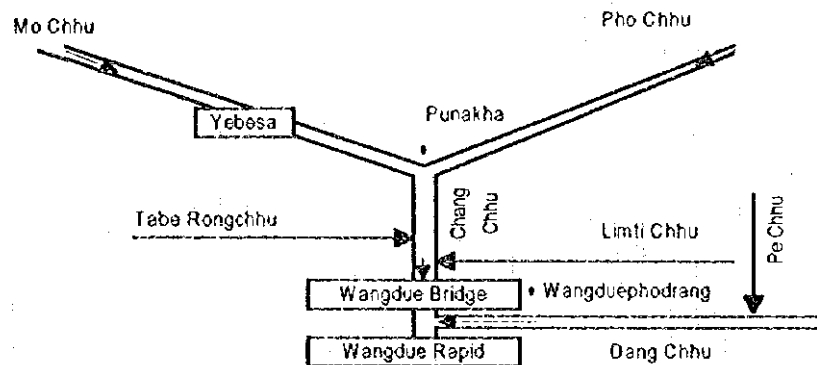 Mo Chhu
Pho Chhu
Yebesa
Punakha
Chang
Chhu
Tabe Rongchhu
Limti Chhu
Pe Chhu
Wangdue Bridge
Wangduephodrang
Wangdue Rapid
Dang Chhu